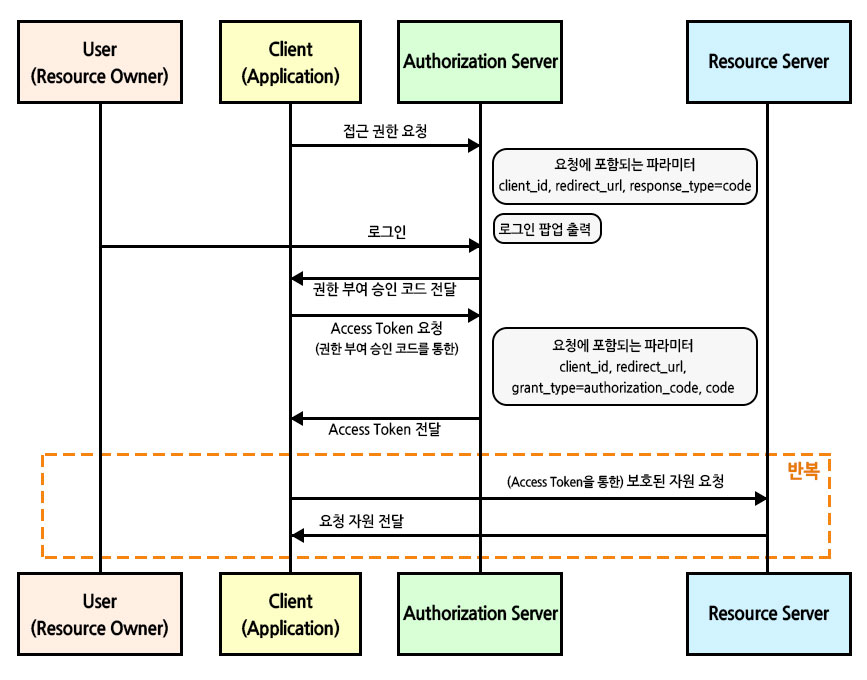 User
(Resource Owner)
Client
(Application)
Authorization Server
Resource Server
접근 권한 요청
요청에 포함되는 파라미터
client_id, redirect_url, response_type=code
로그인
로그인 팝업 출력
권한 부여 승인 코드 전달
Access Token 요청
(권한 부여 승인 코드를 통한)
요청에 포함되는 파라미터
client_id, redirect_url,
grant_type=authorization_code, code
Access Token 전달
반복
(Access Token을 통한) 보호된 자원 요청
요청 자원 전달
User
(Resource Owner)
Client
(Application)
Authorization Server
Resource Server